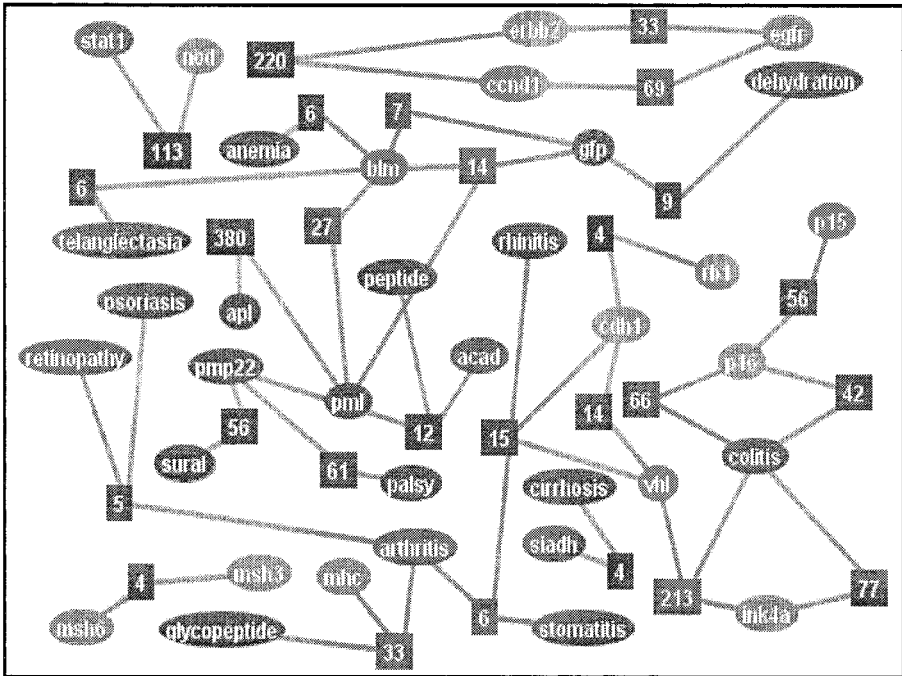 stat1
nod
erbb2
33
egfr
220
ccnd1
69
dehydration
6
7
113
anemia
blm
14
gfp
6
27
9
telangiectasia
380
rhinitis
4
p15
peptide
rb1
psoriasis
apl
56
cdh1
retinopathy
pmp22
acad
p16
pml
66
42
56
12
15
14
colitis
sural
61
palsy
cirrhosis
vhl
5
arthritis
siadh
4
4
msh3
mhc
213
77
msh6
6
ink4a
glycopeptide
33
stomatitis